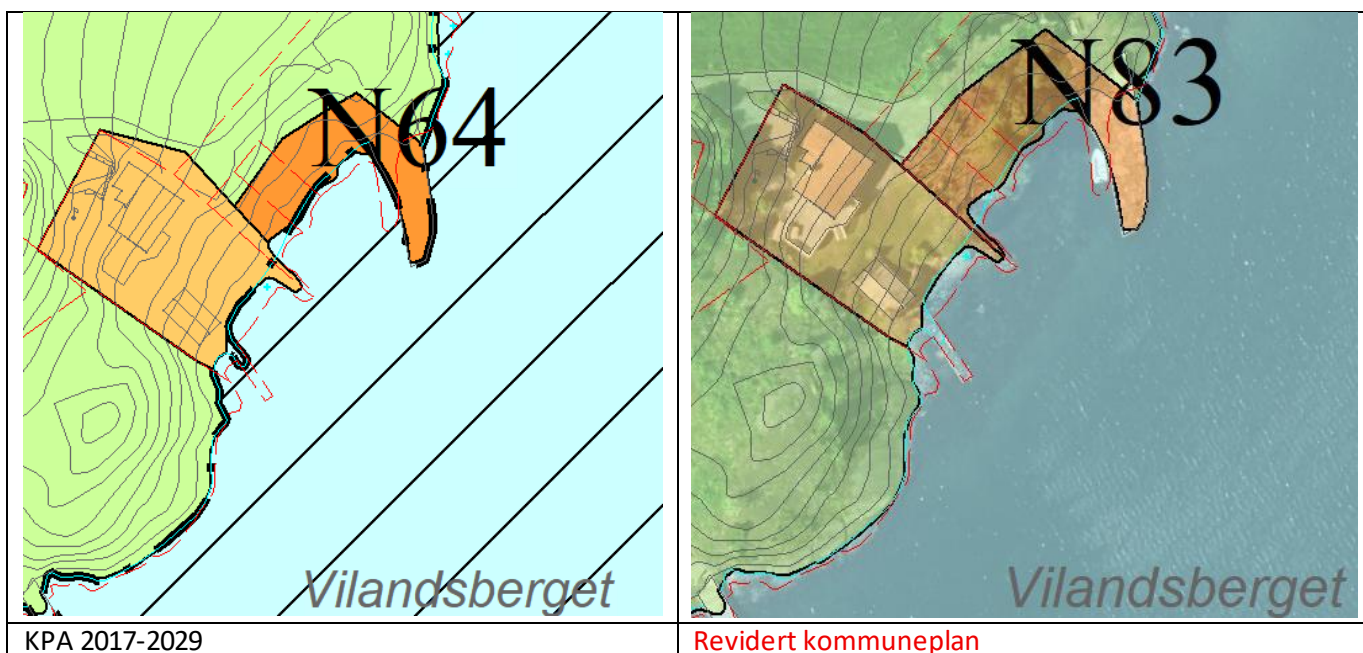 N64
Vilandsberget
N83
Vilandsberget
KPA 2017-2029
Revidert kommuneplan